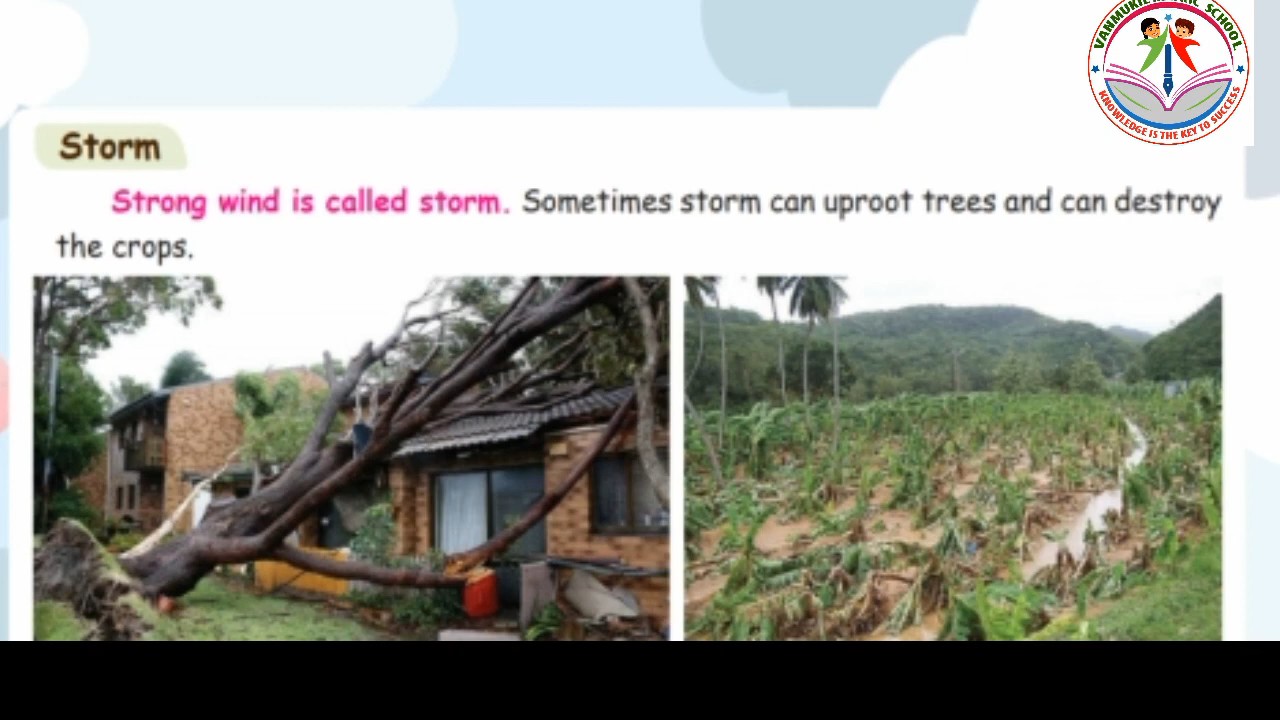 SCHOOL
KNOWLEDGE IS THE KEY TO SUCCESS
Storm
Strong wind is called storm. Sometimes storm can uproot trees and can destroy
the crops.